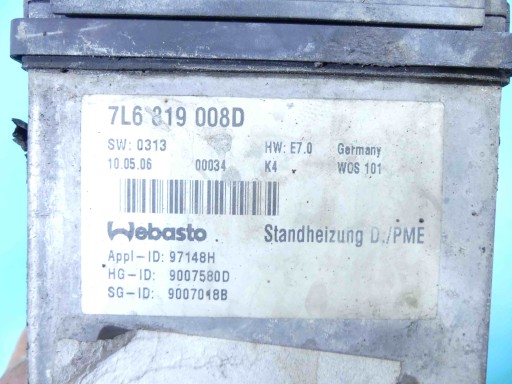 7L6 819 008D
SW: 0313 HW: E7.0 Germany
10.05.06 00034 K4 WOS 101
Webasto Standheizung D./PME
Appl-ID: 97148H
HG-ID: 9007580D
SG-ID: 9007018B